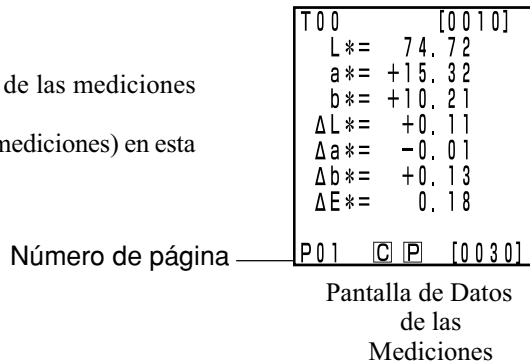 de las mediciones
mediciones) en esta
Número de página
T00 [0010]
L*= 74.72
a*= +15.32
b*= +10.21
ΔL*= +0.11
Δa*= -0.01
Δb*= +0.13
ΔE*= 0.18
P01 C P [0030]
Pantalla de Datos
de las
Mediciones